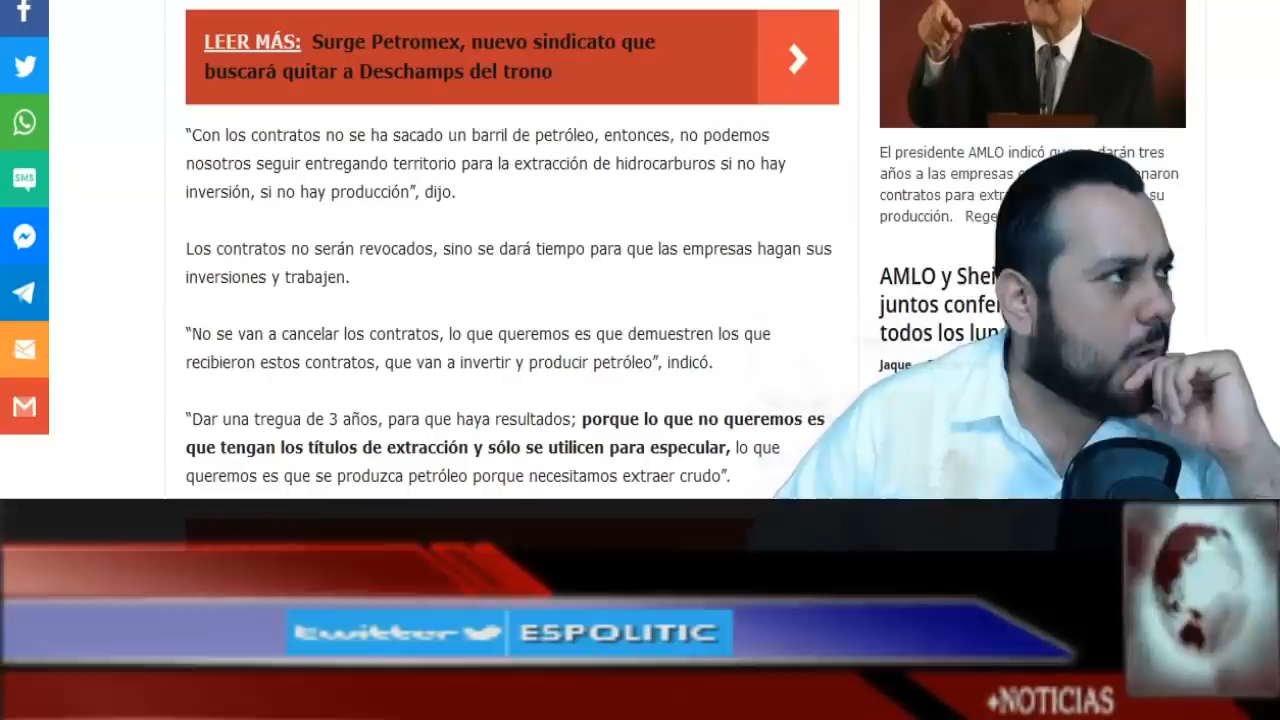 LEER MÁS: Surge Petromex, nuevo sindicato que
buscará quitar a Deschamps del trono
“Con los contratos no se ha sacado un barril de petróleo, entonces, no podemos
nosotros seguir entregando territorio para la extracción de hidrocarburos si no hay
inversión, si no hay producción”, dijo.
Los contratos no serán revocados, sino se dará tiempo para que las empresas hagan sus
inversiones y trabajen.
“No se van a cancelar los contratos, lo que queremos es que demuestren los que
recibieron estos contratos, que van a invertir y producir petróleo”, indicó.
“Dar una tregua de 3 años, para que haya resultados; porque lo que no queremos es
que tengan los títulos de extracción y sólo se utilicen para especular, lo que
queremos es que se produzca petróleo porque necesitamos extraer crudo”.
SMS
El presidente AMLO indicó darán tres
años a las empresas
contratos para su
producción.
AMLO y
juntos
todos los
twitter ESPOLITIC
+NOTICIAS